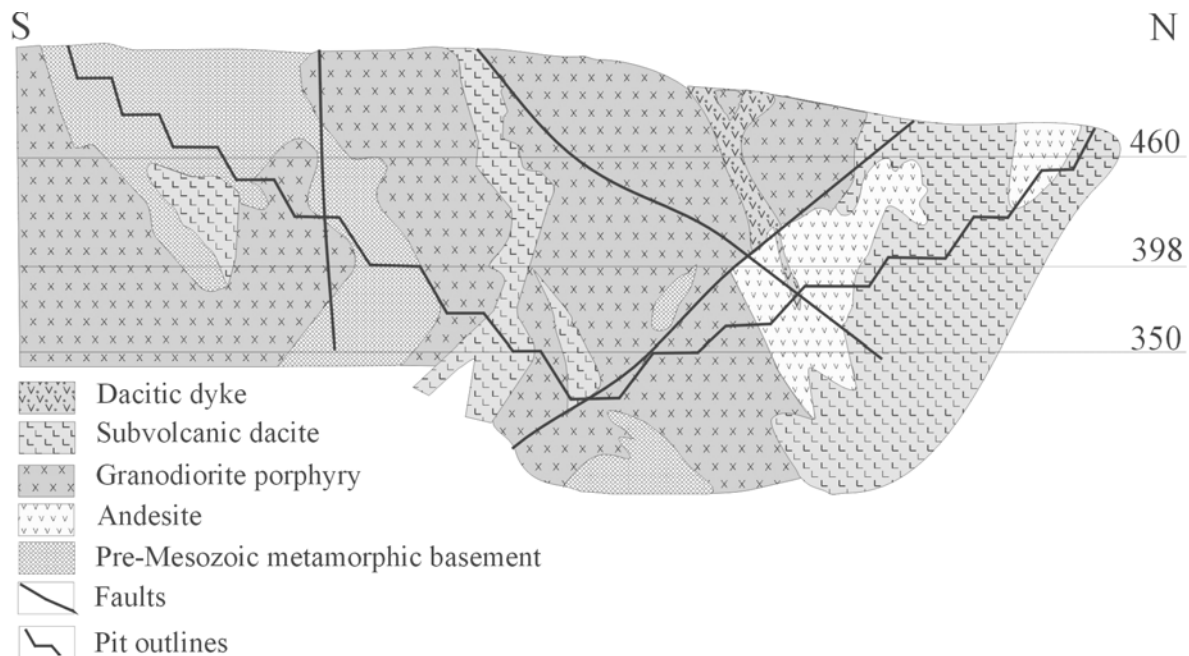 S
N
460
398
350
Dacitic dyke
Subvolcanic dacite
Granodiorite porphyry
Andesite
Pre-Mesozoic metamorphic basement
Faults
Pit outlines